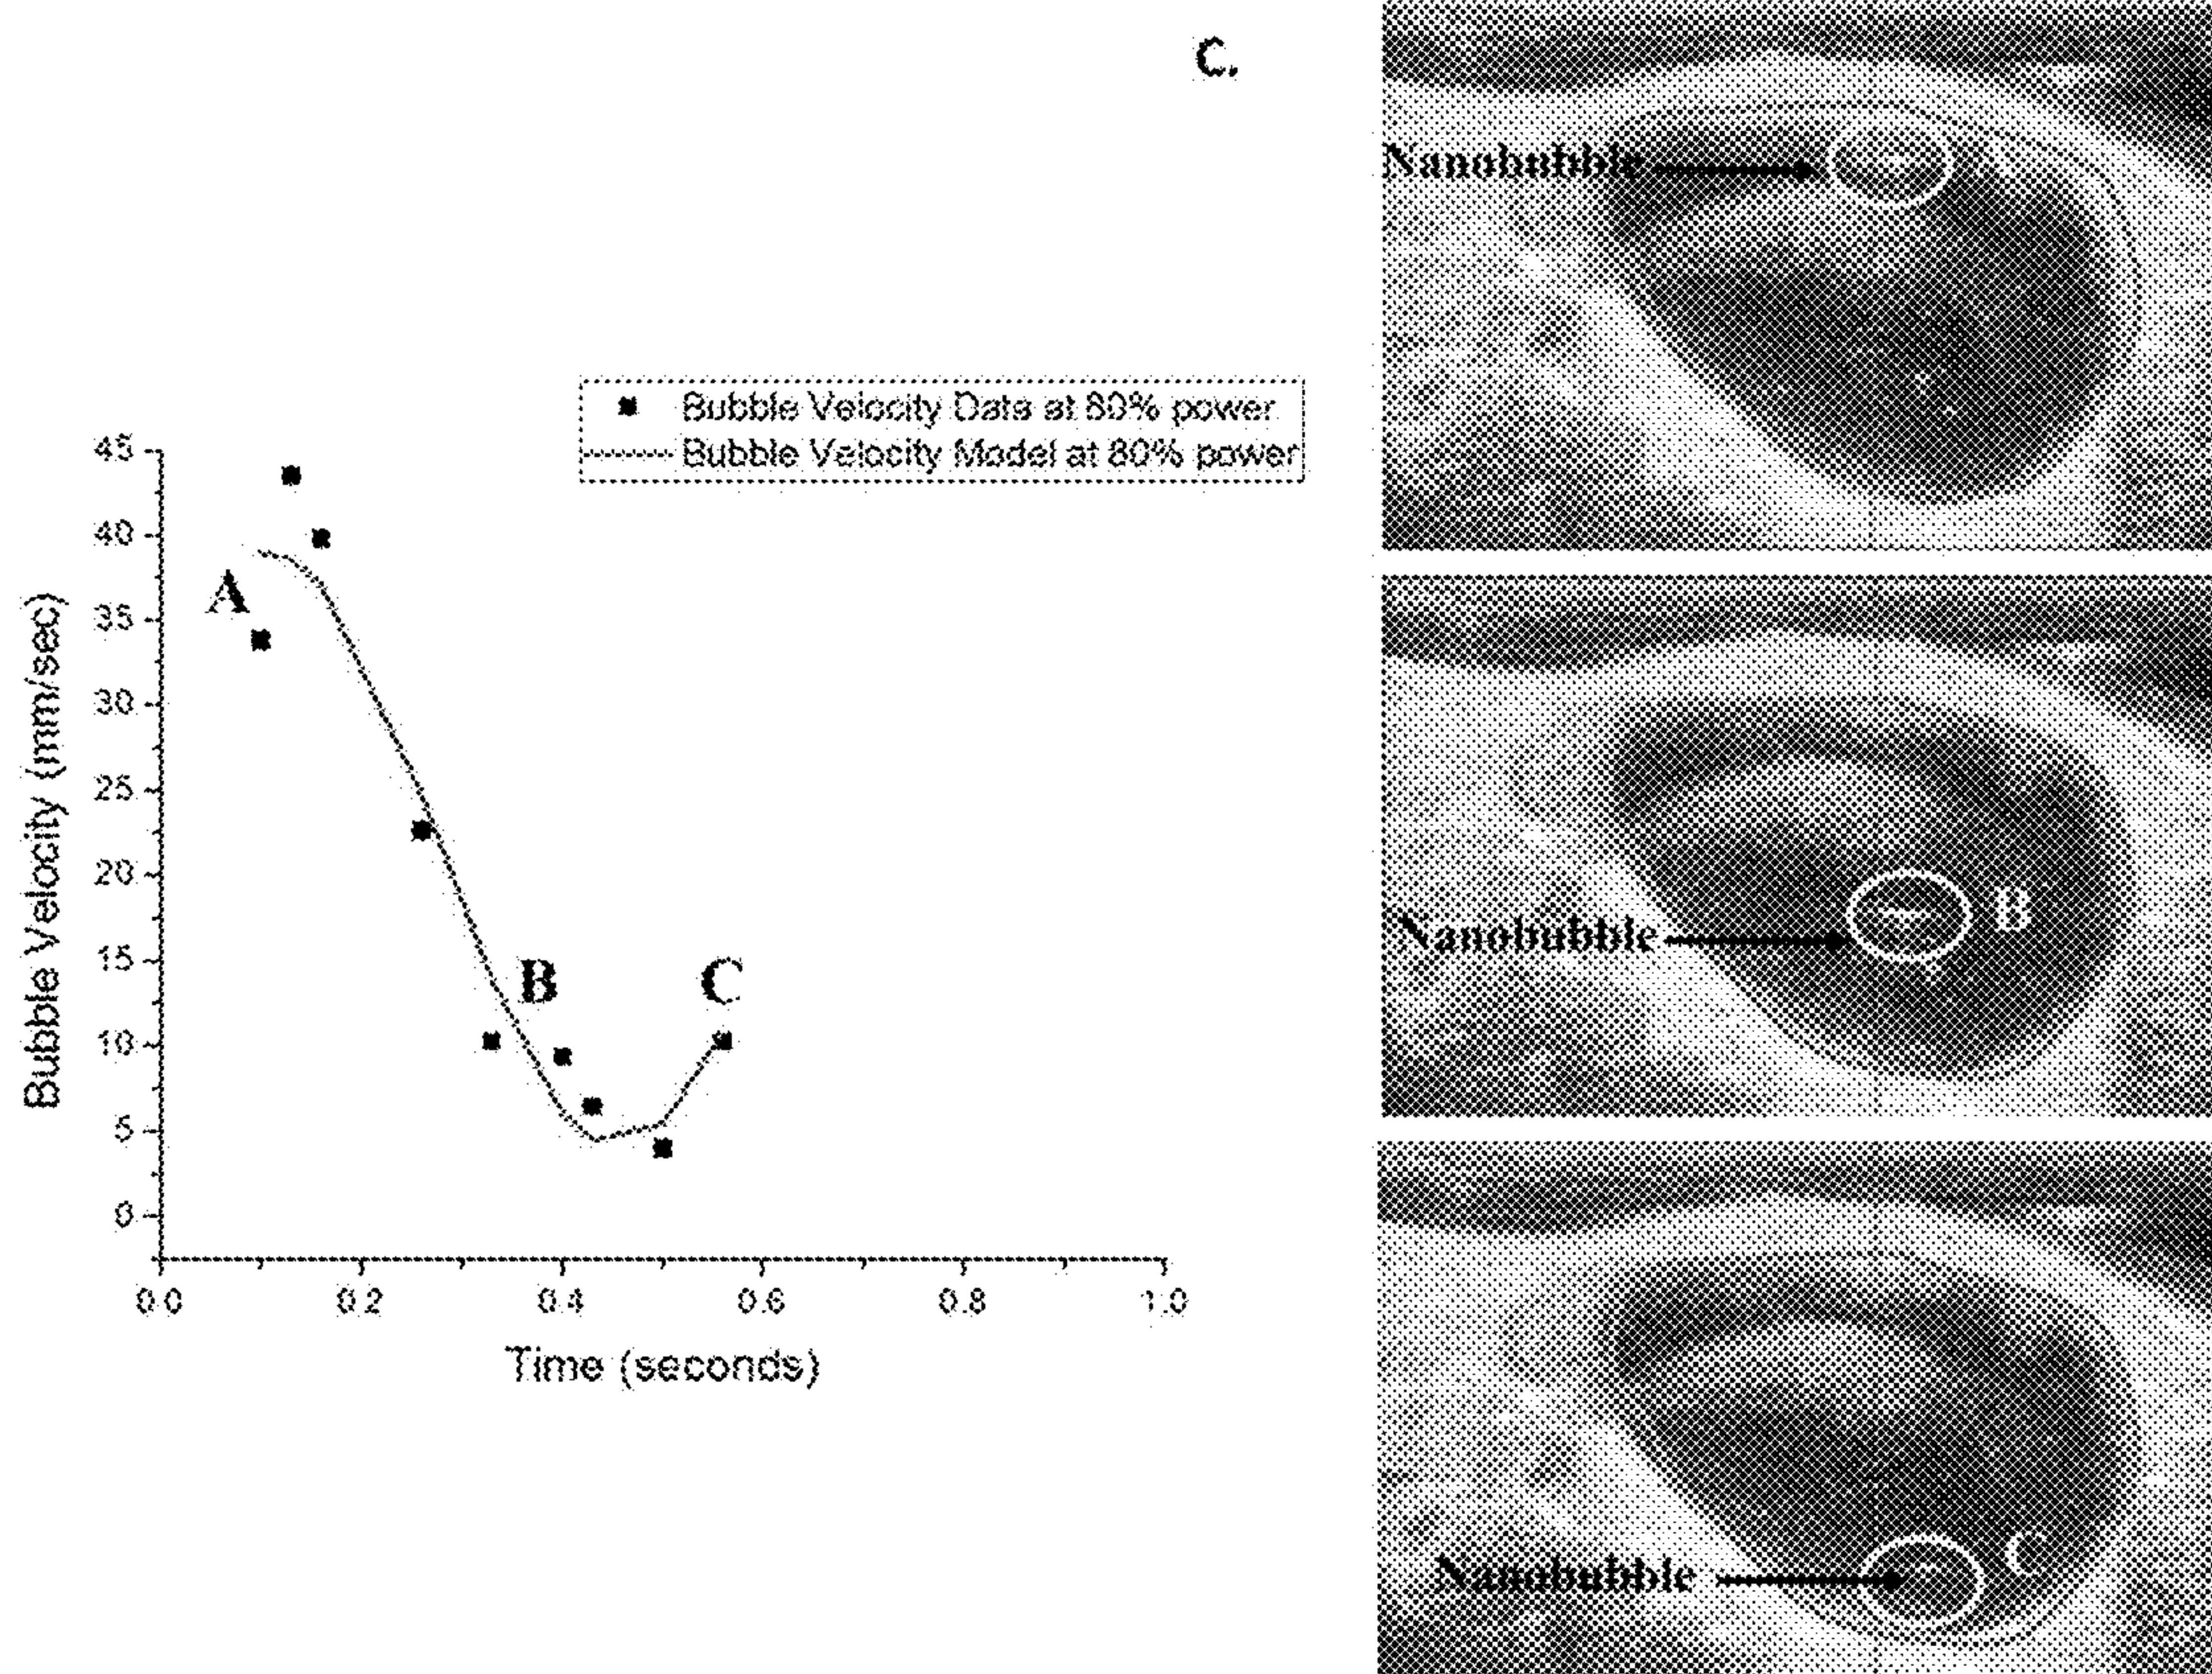 C.
Bubble Velocity Data at 80% power
Bubble Velocity Model at 80% power
45
40
35
30
25
20
15
10
5
0
Bubble Velocity (mm/sec)
A
B
C
0.0
0.2
0.4
0.6
0.8
1.0
Time (seconds)
Nanobubble
Nanobubble
B
Nanobubble
C